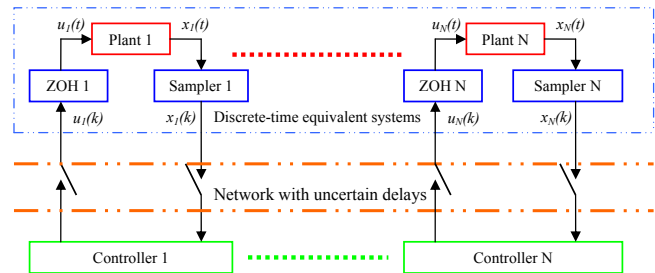 u1(t) Plant 1 x1(t) uN(t) Plant N xN(t)
ZOH 1 Sampler 1 ZOH N Sampler N
u1(k) x1(k) Discrete-time equivalent systems uN(k) xN(k)
Network with uncertain delays
Controller 1 Controller N